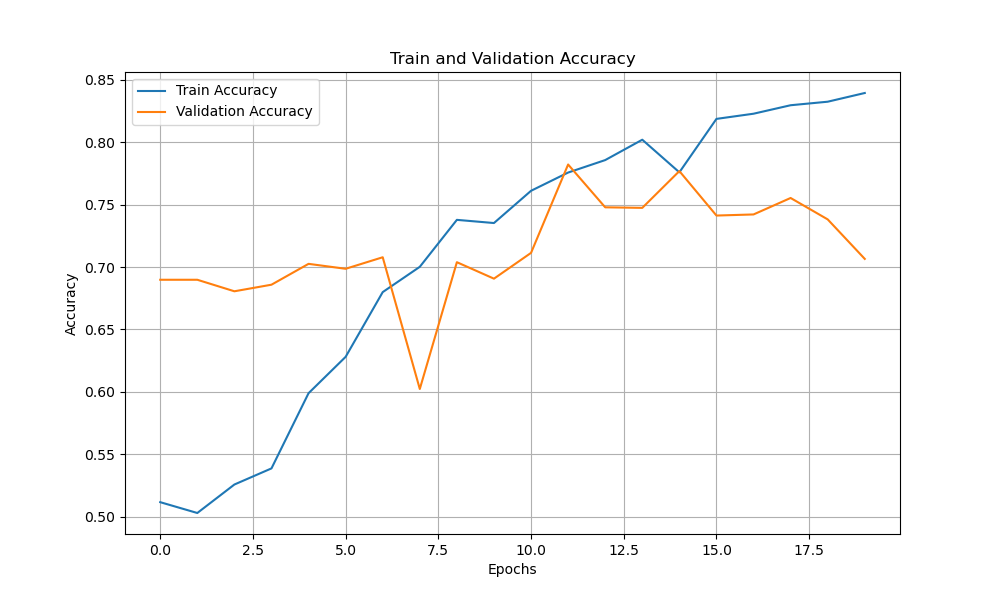 Train and Validation Accuracy
Train Accuracy
Validation Accuracy
0.85
0.80
0.75
0.70
0.65
0.60
0.55
0.50
Accuracy
0.0 2.5 5.0 7.5 10.0 12.5 15.0 17.5
Epochs